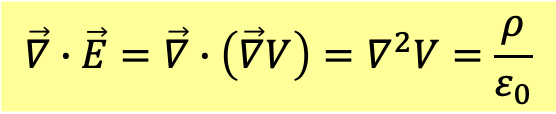 ∇⃗ · E⃗ = ∇⃗ · (∇⃗V) = ∇²V = ρ/ε₀